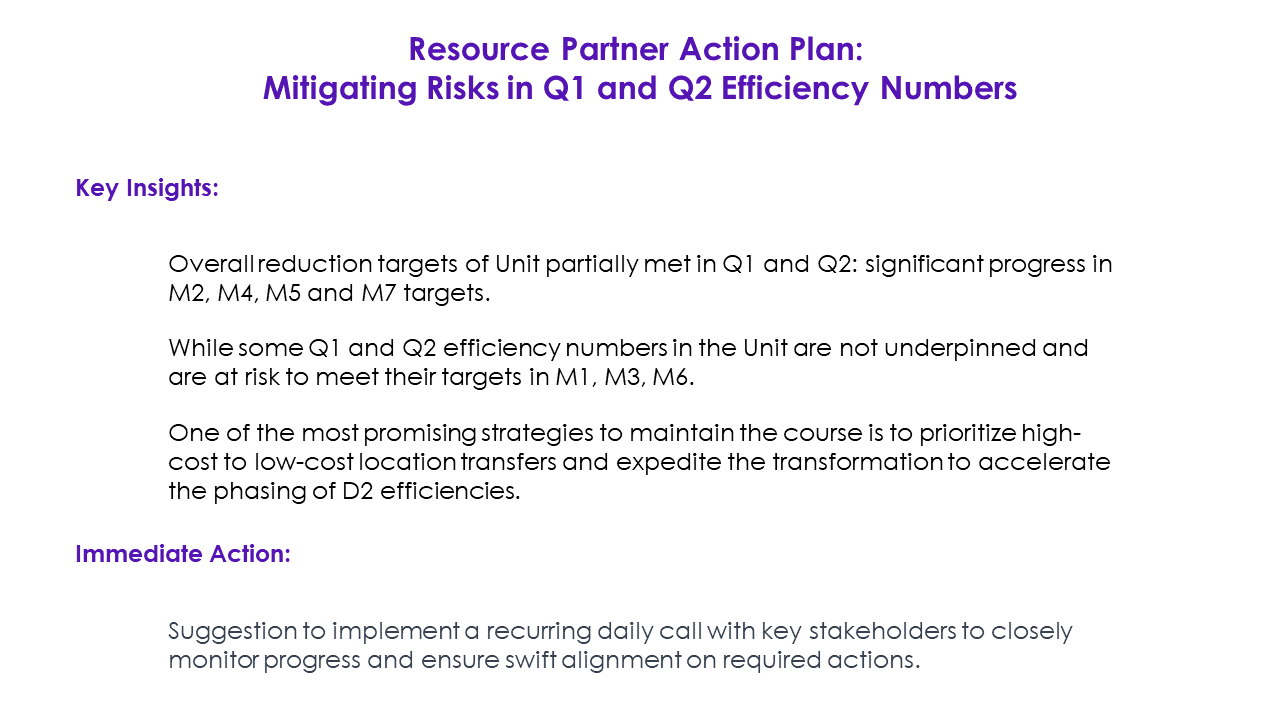 Resource Partner Action Plan:
Mitigating Risks in Q1 and Q2 Efficiency Numbers
Key Insights:
Overall reduction targets of Unit partially met in Q1 and Q2: significant progress in
M2, M4, M5 and M7 targets.
While some Q1 and Q2 efficiency numbers in the Unit are not underpinned and
are at risk to meet their targets in M1, M3, M6.
One of the most promising strategies to maintain the course is to prioritize high-
cost to low-cost location transfers and expedite the transformation to accelerate
the phasing of D2 efficiencies.
Immediate Action:
Suggestion to implement a recurring daily call with key stakeholders to closely
monitor progress and ensure swift alignment on required actions.